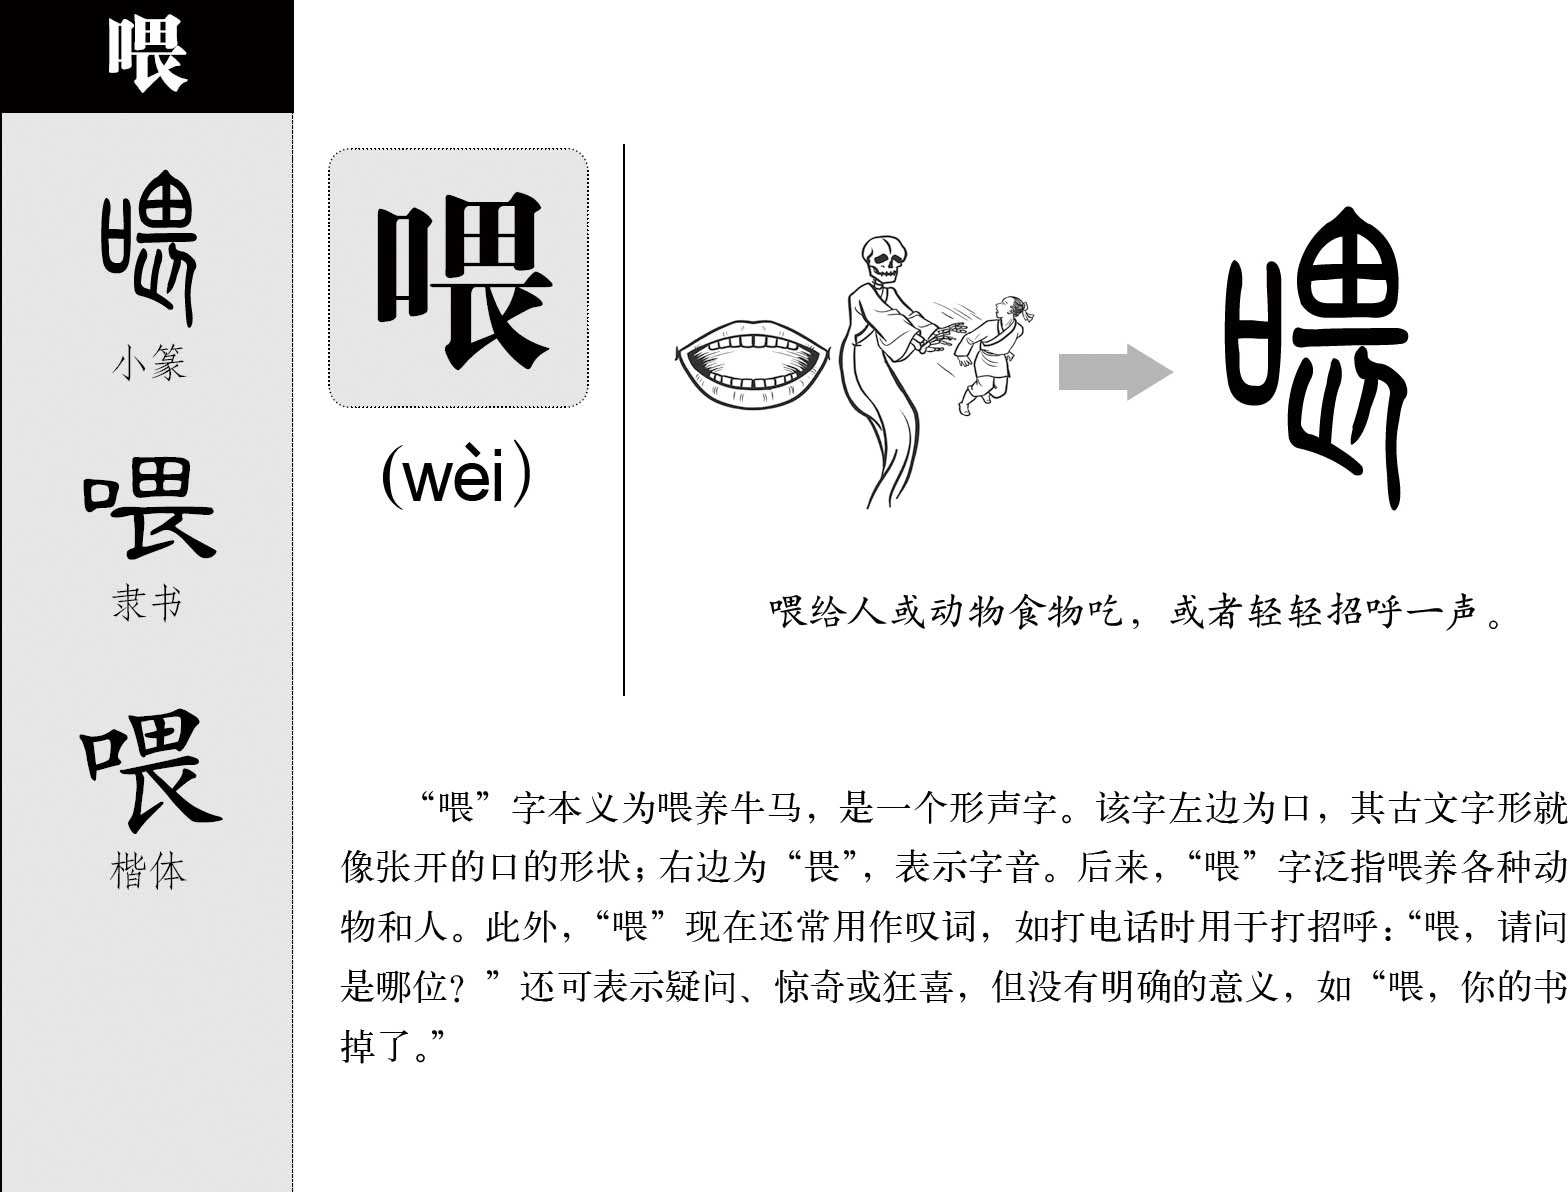 喂
喂
小篆
喂
隶书
喂
楷体
喂
(wèi)
喂
喂给人或动物食物吃，或者轻轻招呼一声。
“喂”字本义为喂养牛马，是一个形声字。该字左边为口，其古文字形就
像张开的口的形状；右边为“畏”，表示字音。后来，“喂”字泛指喂养各种动
物和人。此外，“喂”现在还常用作叹词，如打电话时用于打招呼：“喂，请问
是哪位？”还可表示疑问、惊奇或狂喜，但没有明确的意义，如“喂，你的书
掉了。”